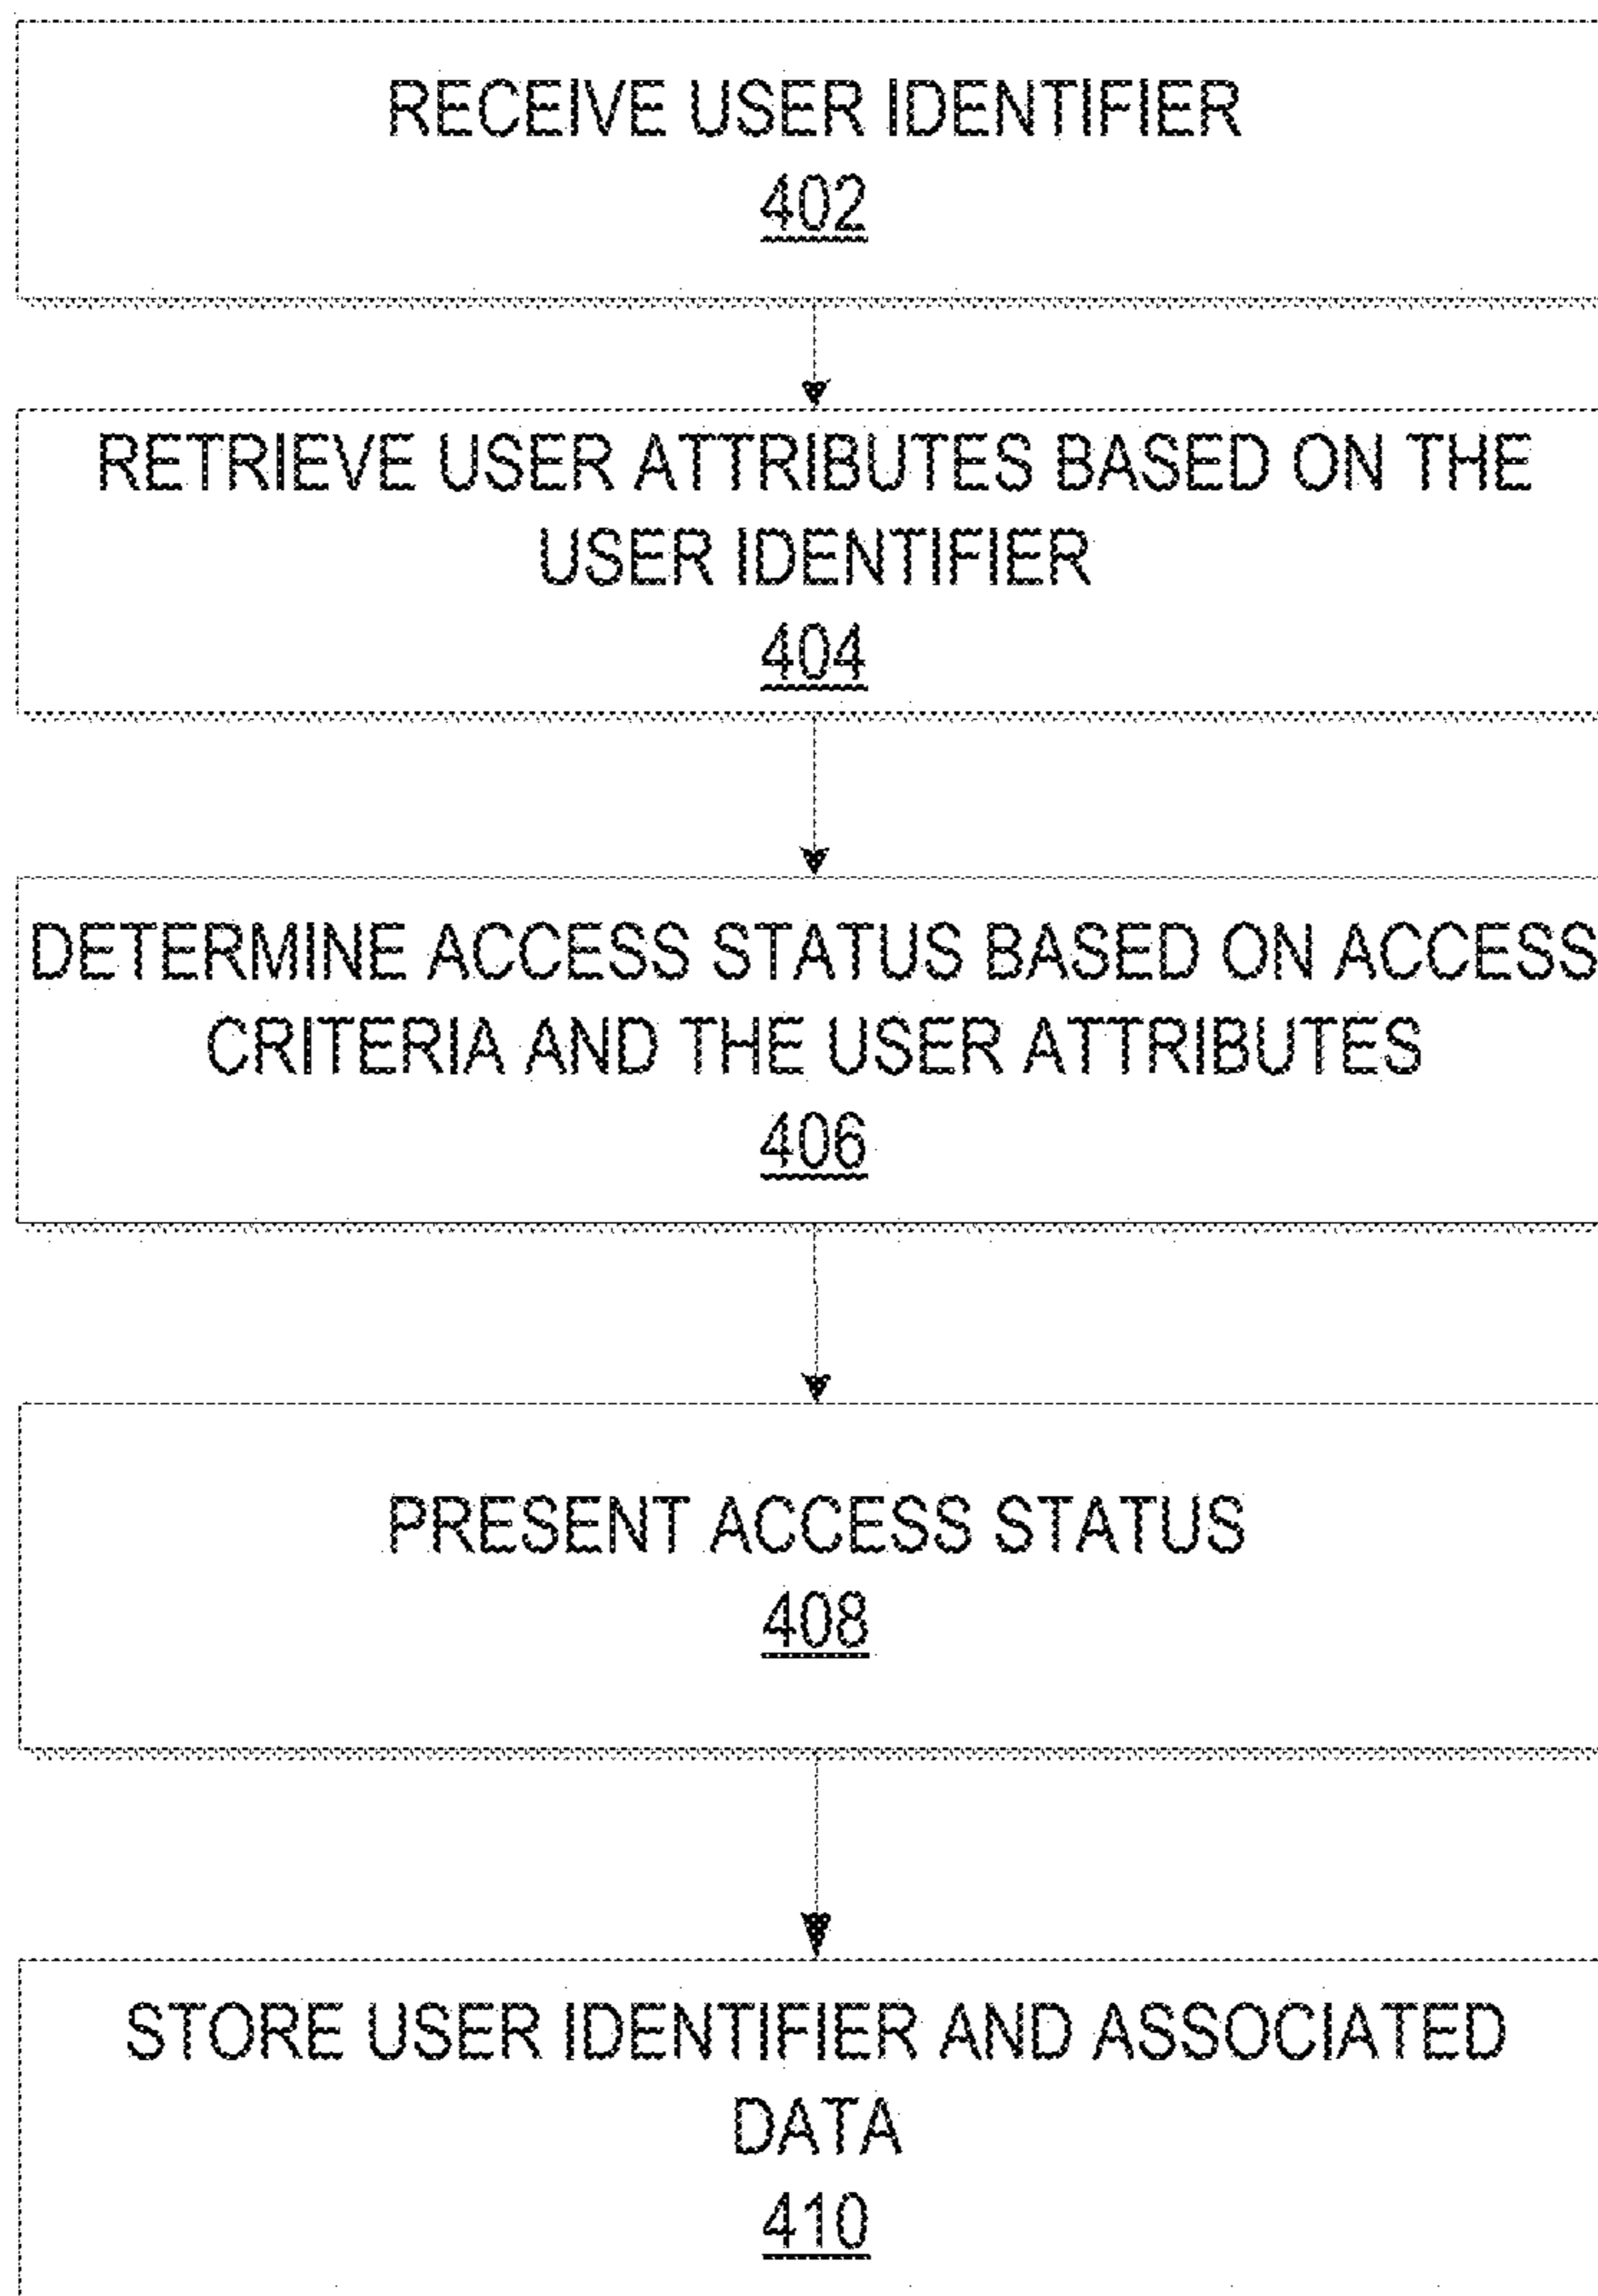 RECEIVE USER IDENTIFIER
402
RETRIEVE USER ATTRIBUTES BASED ON THE
USER IDENTIFIER
404
DETERMINE ACCESS STATUS BASED ON ACCESS
CRITERIA AND THE USER ATTRIBUTES
406
PRESENT ACCESS STATUS
408
STORE USER IDENTIFIER AND ASSOCIATED
DATA
410